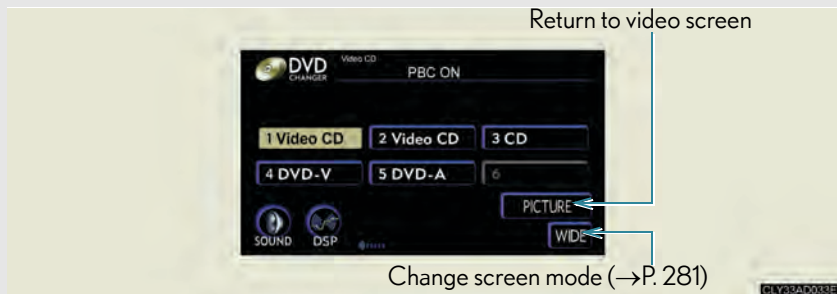 Return to video screen
DVD
CHANGER
Video CD
PBC ON
1 Video CD
2 Video CD
3 CD
4 DVD-V
5 DVD-A
6
PICTURE
SOUND
DSP
WIDE
Change screen mode (→P. 281)
CLY33AD033E